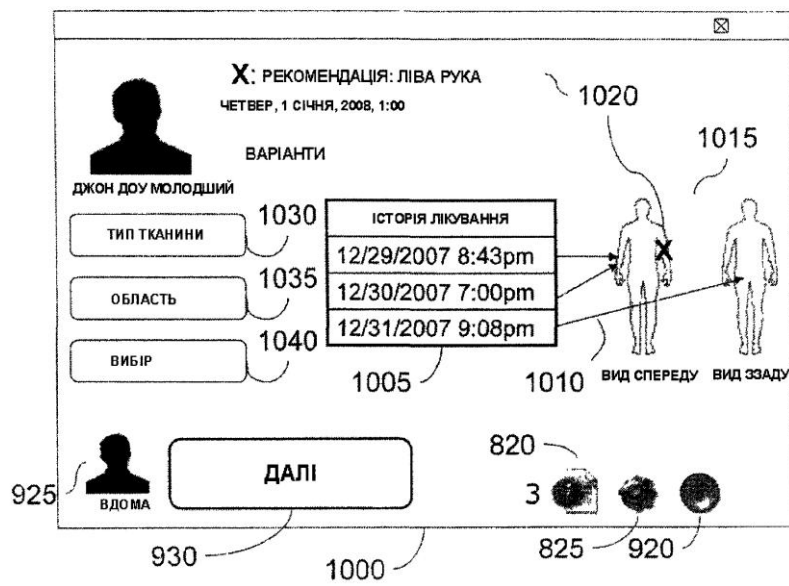 X: РЕКОМЕНДАЦІЯ: ЛІВА РУКА
ЧЕТВЕР, 1 СІЧНЯ, 2008, 1:00
1020
1015
ВАРІАНТИ
ДЖОН ДОУ МОЛОДШИЙ
1030
ТИП ТКАНИНИ
ІСТОРІЯ ЛІКУВАННЯ
12/29/2007 8:43pm
X
1035
ОБЛАСТЬ
12/30/2007 7:00pm
12/31/2007 9:08pm
1040
ВИБІР
1005
1010
ВИД СПЕРЕДУ
ВИД ЗЗАДУ
820
925
ВДОМА
ДАЛІ
3
930
1000
825
920